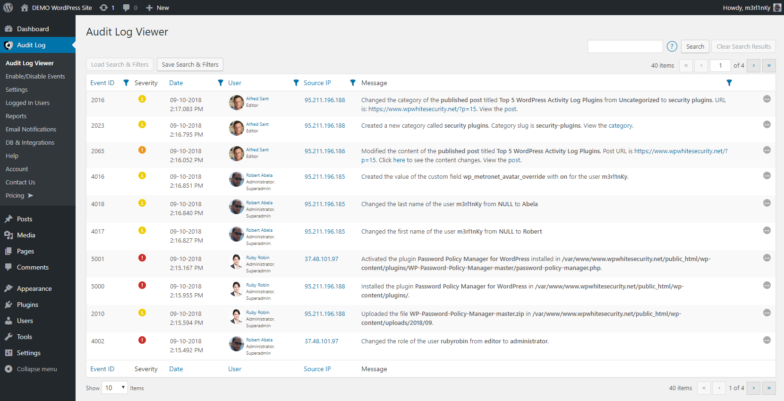 DEMO WordPress Site 1 0 New Howdy, m3rf1nKy
Dashboard
Audit Log
Audit Log Viewer
Enable/Disable Events
Settings
Logged In Users
Reports
Email Notifications
DB & Integrations
Help
Account
Contact Us
Pricing ➤
Posts
Media
Pages
Comments
Appearance
Plugins
Users
Tools
Settings
Collapse menu
Audit Log Viewer
? Search Clear Search Results
Load Search & Filters Save Search & Filters 40 items « ‹ 1 of 4 › »
Event ID Severity Date User Source IP Message
2016 09-10-2018 2:17.083 PM Alfred Sant Editor 95.211.196.188 Changed the category of the published post titled Top 5 WordPress Activity Log Plugins from Uncategorized to security plugins. URL
is: https://www.wpwhitesecurity.net/?p=15. View the post.
2023 09-10-2018 2:16.795 PM Alfred Sant Editor 95.211.196.188 Created a new category called security plugins. Category slug is security-plugins. View the category.
2065 09-10-2018 2:16.052 PM Alfred Sant Editor 95.211.196.186 Modified the content of the published post titled Top 5 WordPress Activity Log Plugins. Post URL is https://www.wpwhitesecurity.net/?
p=15. Click here to see the content changes. View the post.
4016 09-10-2018 2:16.851 PM Robert Abela Administrator, Superadmin 95.211.196.185 Created the value of the custom field wp_metronet_avatar_override with on for the user m3rf1nKy.
4018 09-10-2018 2:16.840 PM Robert Abela Administrator, Superadmin 95.211.196.185 Changed the last name of the user m3rf1nKy from NULL to Abela
4017 09-10-2018 2:16.827 PM Robert Abela Administrator, Superadmin 95.211.196.185 Changed the first name of the user m3rf1nKy from NULL to Robert
5001 09-10-2018 2:15.167 PM Ruby Robin Administrator, Superadmin 37.48.101.97 Activated the plugin Password Policy Manager for WordPress installed in /var/www/www.wpwhitesecurity.net/public_html/wp-
content/plugins/WP-Password-Policy-Manager-master/password-policy-manager.php.
5000 09-10-2018 2:15.955 PM Ruby Robin Administrator, Superadmin 95.211.196.188 Installed the plugin Password Policy Manager for WordPress in /var/www/www.wpwhitesecurity.net/public_html/wp-
content/plugins/.
2010 09-10-2018 2:15.594 PM Ruby Robin Administrator, Superadmin 95.211.196.188 Uploaded the file WP-Password-Policy-Manager-master.zip in /var/www/www.wpwhitesecurity.net/public_html/wp-
content/uploads/2018/09.
4002 09-10-2018 2:15.492 PM Robert Abela Administrator, Superadmin 37.48.101.97 Changed the role of the user rubyrobin from editor to administrator.
Event ID Severity Date User Source IP Message
Show 10 Items 40 items « ‹ 1 of 4 › »